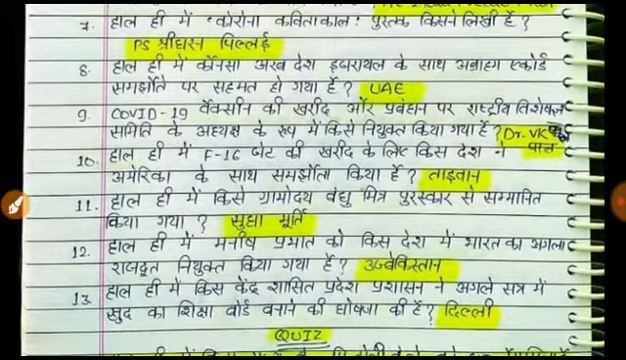 7. हाल ही में 'कोरोना कविताकाल' पुस्तक किसने लिखी है?
PS श्रीधरन पिल्लई
8. हाल ही में कौनसा अरब देश इजरायल के साथ अब्राहम एकोर्ड
समझौते पर सहमत हो गया है? UAE
9. COVID-19 वैक्सीन की खरीद और प्रबंधन पर राष्ट्रीय विशेषज्ञ
समिति के अध्यक्ष के रूप में किसे नियुक्त किया गया है? Dr. VK पाल
10. हाल ही में F-16 जेट की खरीद के लिए किस देश ने
अमेरिका के साथ समझौता किया है? ताइवान
11. हाल ही में किसे ग्रामोदय बंधु मित्र पुरस्कार से सम्मानित
किया गया? सुधा मूर्ति
12. हाल ही में मनीष प्रभात को किस देश में भारत का अगला
राजदूत नियुक्त किया गया है? उज्बेकिस्तान
13. हाल ही में किस केंद्र शासित प्रदेश प्रशासन ने अगले सत्र में
खुद का शिक्षा बोर्ड बनाने की घोषणा की है? दिल्ली
QUIZ